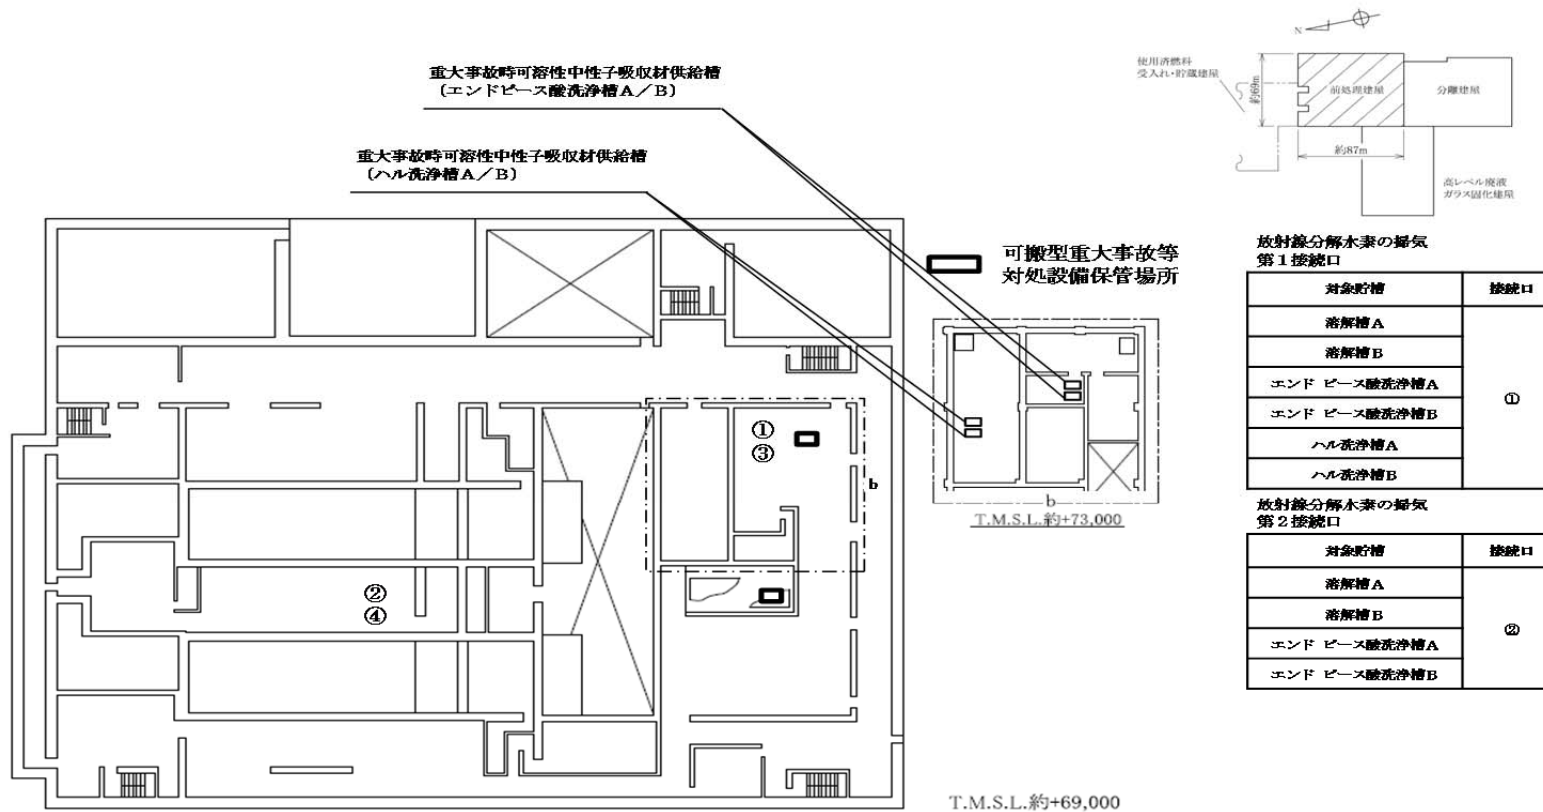 重大事故時可溶性中性子吸収材供給槽
（エンドピース酸洗浄槽A／B）
重大事故時可溶性中性子吸収材供給槽
（ハル洗浄槽A／B）
N
使用済燃料
受入れ・貯蔵建屋
約69m
前処理建屋
分離建屋
約87m
高レベル廃液
ガラス固化建屋
可搬型重大事故等
対処設備保管場所
放射線分解水素の掃気
第１接続口
対象貯槽 接続口
溶解槽A
溶解槽B
エンド ピース酸洗浄槽A
①
エンド ピース酸洗浄槽B
ハル洗浄槽A
ハル洗浄槽B
放射線分解水素の掃気
第２接続口
対象貯槽 接続口
溶解槽A
溶解槽B
②
エンド ピース酸洗浄槽A
エンド ピース酸洗浄槽B
①
③
b
b
T.M.S.L.約+73,000
②
④
T.M.S.L.約+69,000